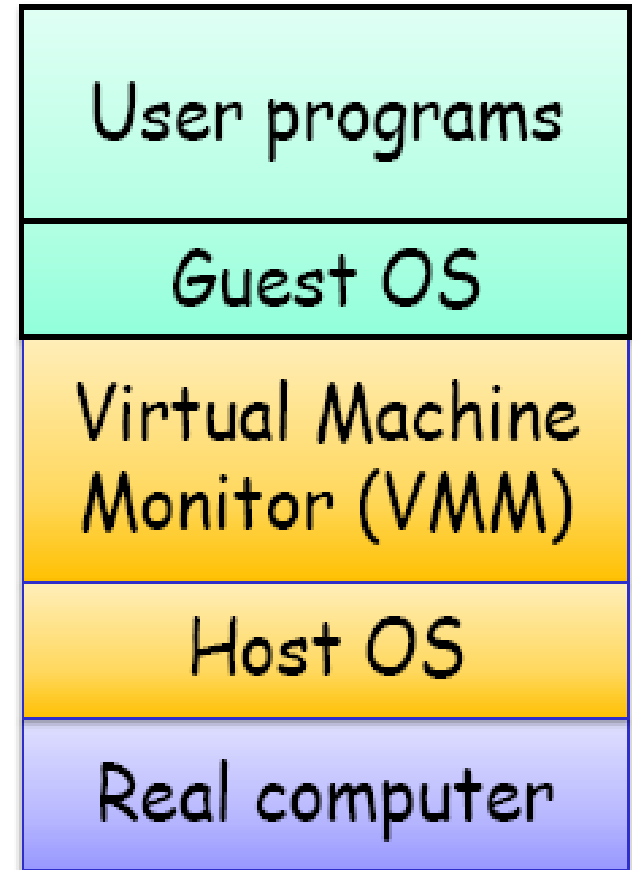 User programs
Guest OS
Virtual Machine
Monitor (VMM)
Host OS
Real computer